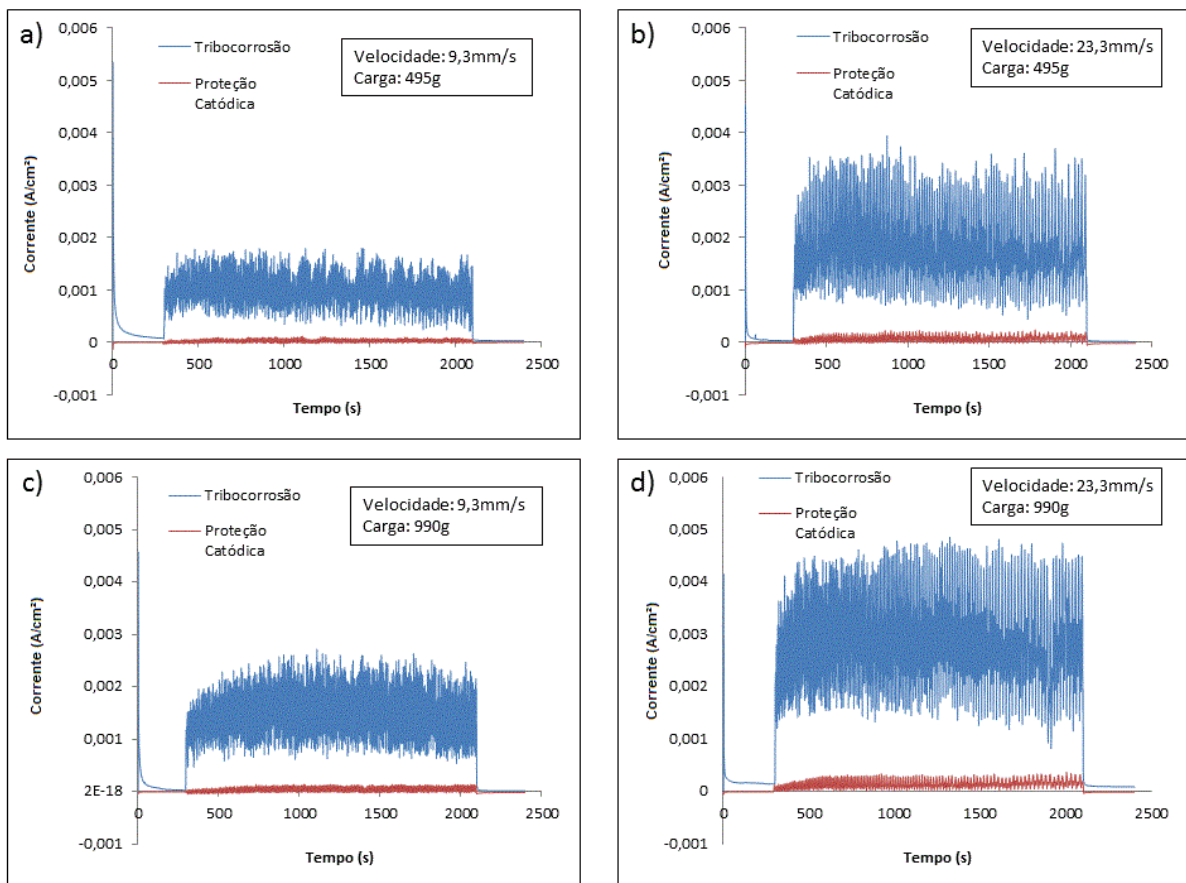 a)
Tribocorrosão
Proteção
Catódica
Velocidade: 9,3mm/s
Carga: 495g
0,006
0,005
0,004
0,003
0,002
0,001
0
-0,001
0
500
1000
1500
2000
2500
Corrente (A/cm²)
Tempo (s)
b)
Tribocorrosão
Proteção
Catódica
Velocidade: 23,3mm/s
Carga: 495g
0,006
0,005
0,004
0,003
0,002
0,001
0
-0,001
0
500
1000
1500
2000
2500
Corrente (A/cm²)
Tempo (s)
c)
Tribocorrosão
Proteção
Catódica
Velocidade: 9,3mm/s
Carga: 990g
0,006
0,005
0,004
0,003
0,002
0,001
2E-18
-0,001
0
500
1000
1500
2000
2500
Corrente (A/cm²)
Tempo (s)
d)
Tribocorrosão
Proteção
Catódica
Velocidade: 23,3mm/s
Carga: 990g
0,006
0,005
0,004
0,003
0,002
0,001
0
-0,001
0
500
1000
1500
2000
2500
Corrente (A/cm²)
Tempo (s)